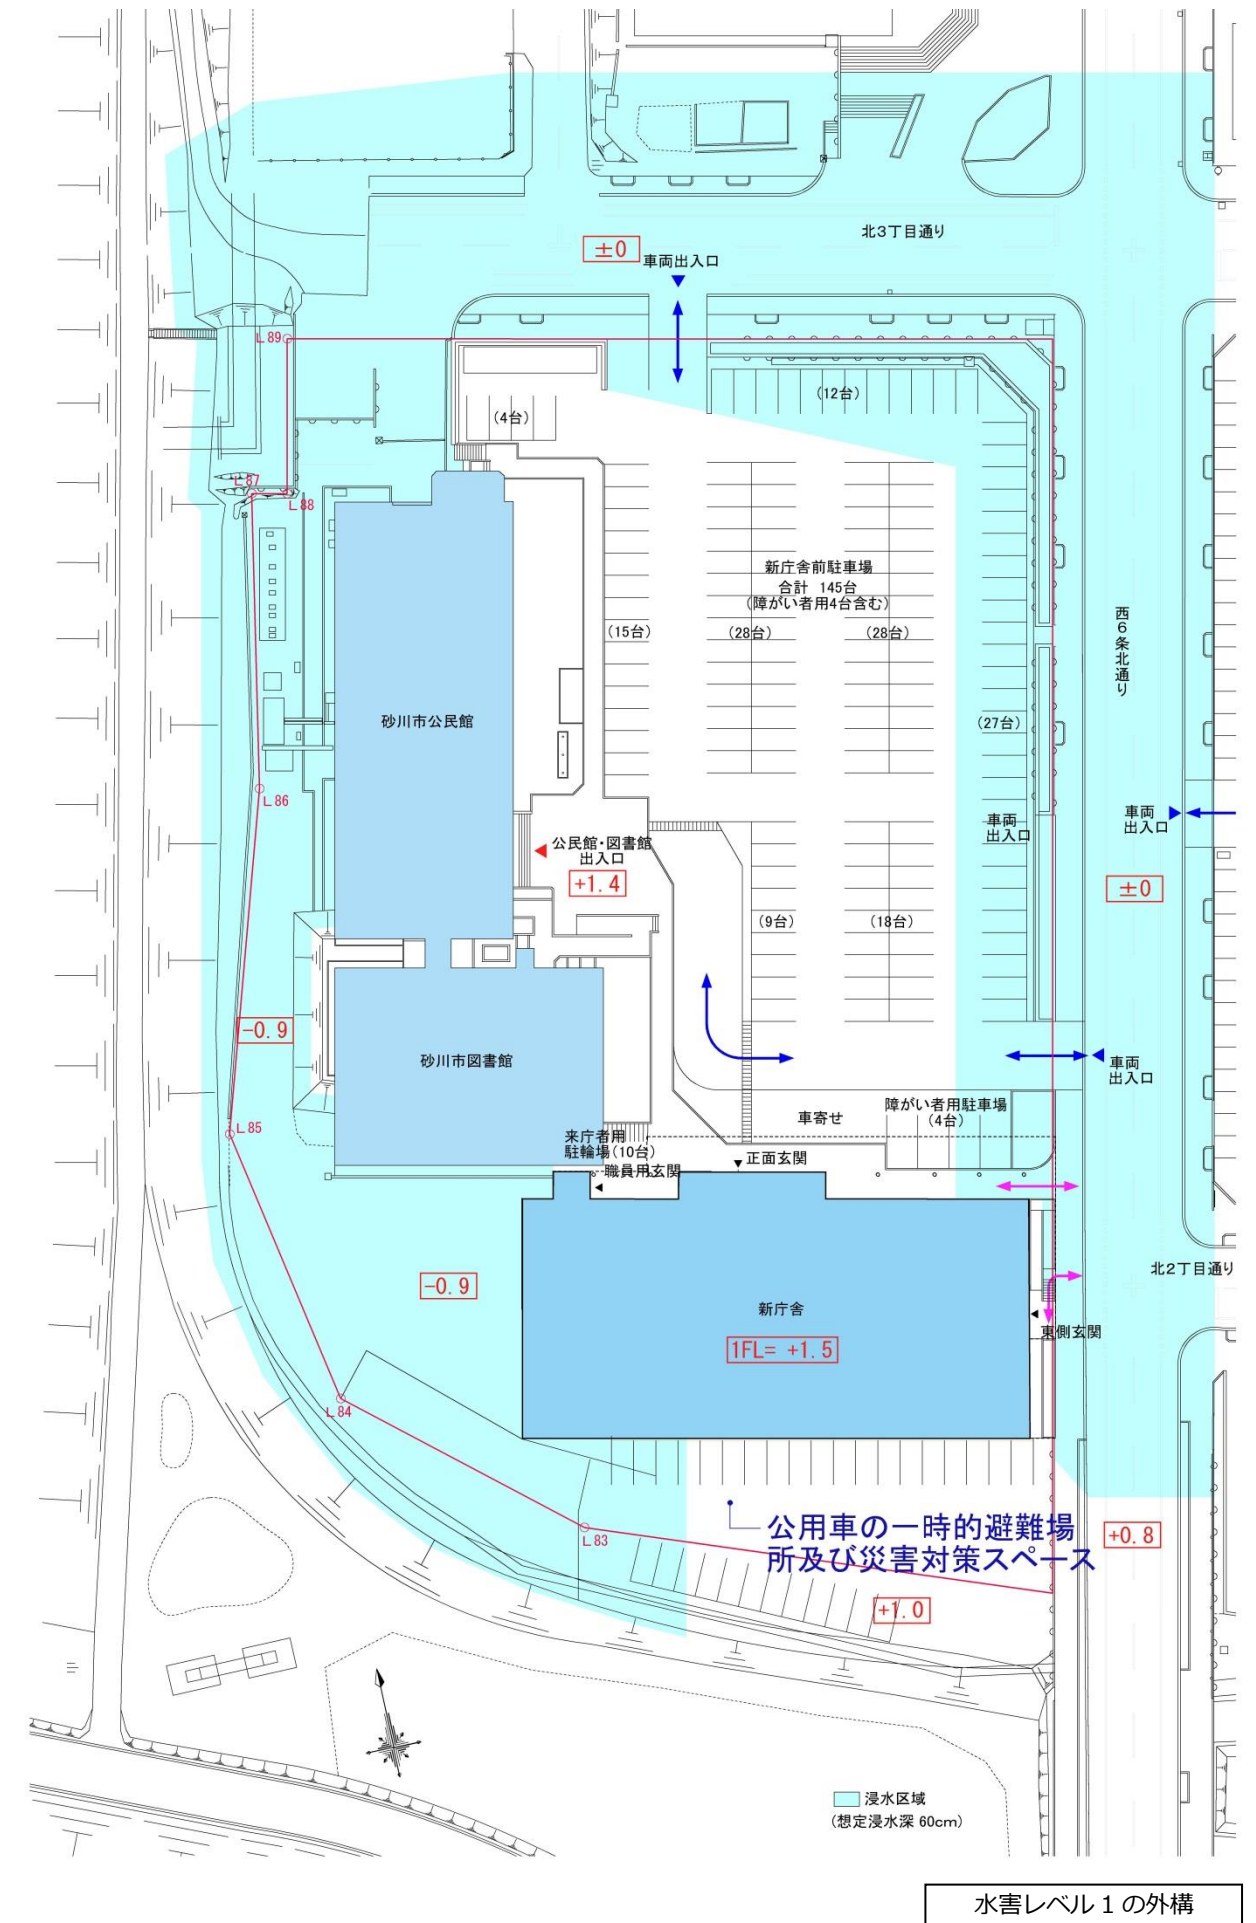 北3丁目通り
±0
車両出入口
L89
(12台)
(4台)
L87
L88
新庁舎前駐車場
合計 145台
(障がい者用4台含む)
(15台)
(28台)
(28台)
西6条北通り
砂川市公民館
(27台)
L86
車両
出入口
車両
出入口
公民館・図書館
出入口
+1.4
±0
(9台)
(18台)
-0.9
砂川市図書館
車両
出入口
L85
車寄せ
障がい者用駐車場
(4台)
来庁者用
駐輪場(10台)
正面玄関
職員用玄関
北2丁目通り
-0.9
新庁舎
東側玄関
1FL= +1.5
L84
公用車の一時的避難場
所及び災害対策スペース
L83
+0.8
+1.0
浸水区域
(想定浸水深 60cm)
水害レベル1の外構